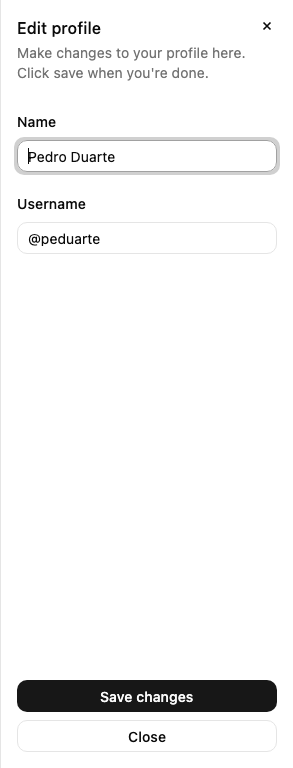 Edit profile
Make changes to your profile here.
Click save when you're done.
Name
Pedro Duarte
Username
@peduarte
Save changes
Close